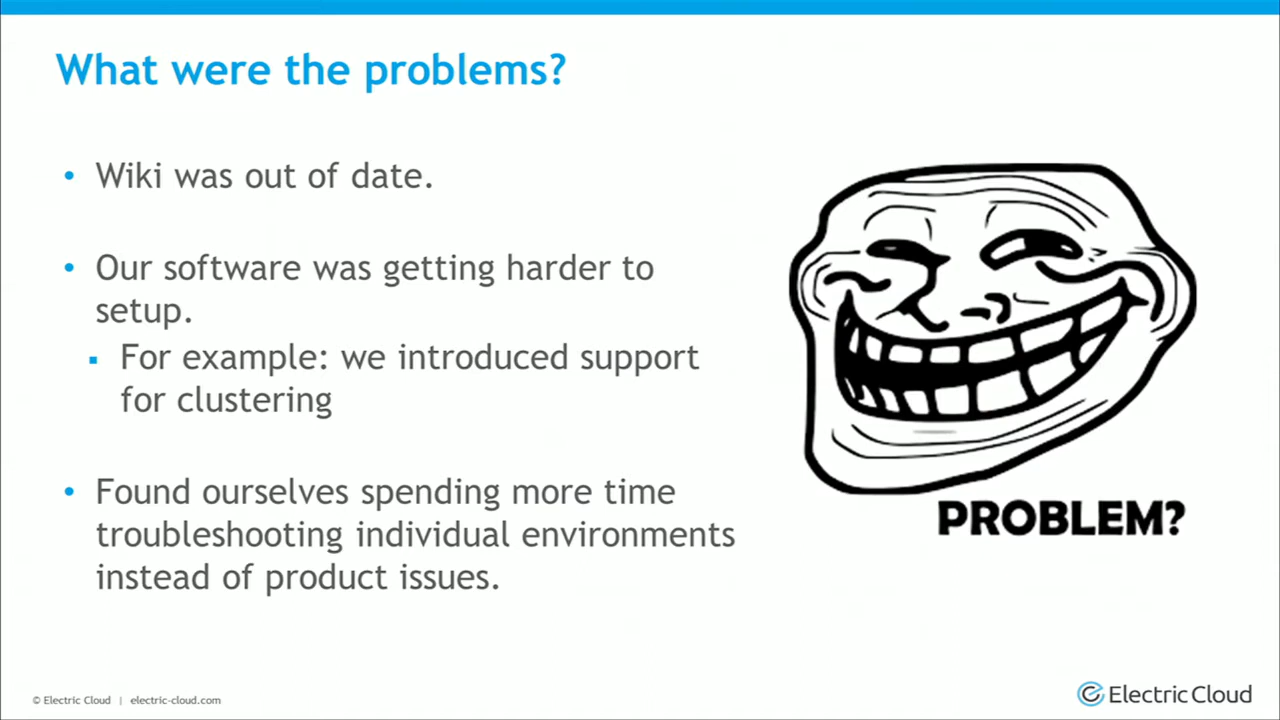 What were the problems?
• Wiki was out of date.
• Our software was getting harder to
setup.
▪ For example: we introduced support
for clustering
• Found ourselves spending more time
troubleshooting individual environments
instead of product issues.
PROBLEM?
© Electric Cloud | electric-cloud.com
Electric Cloud